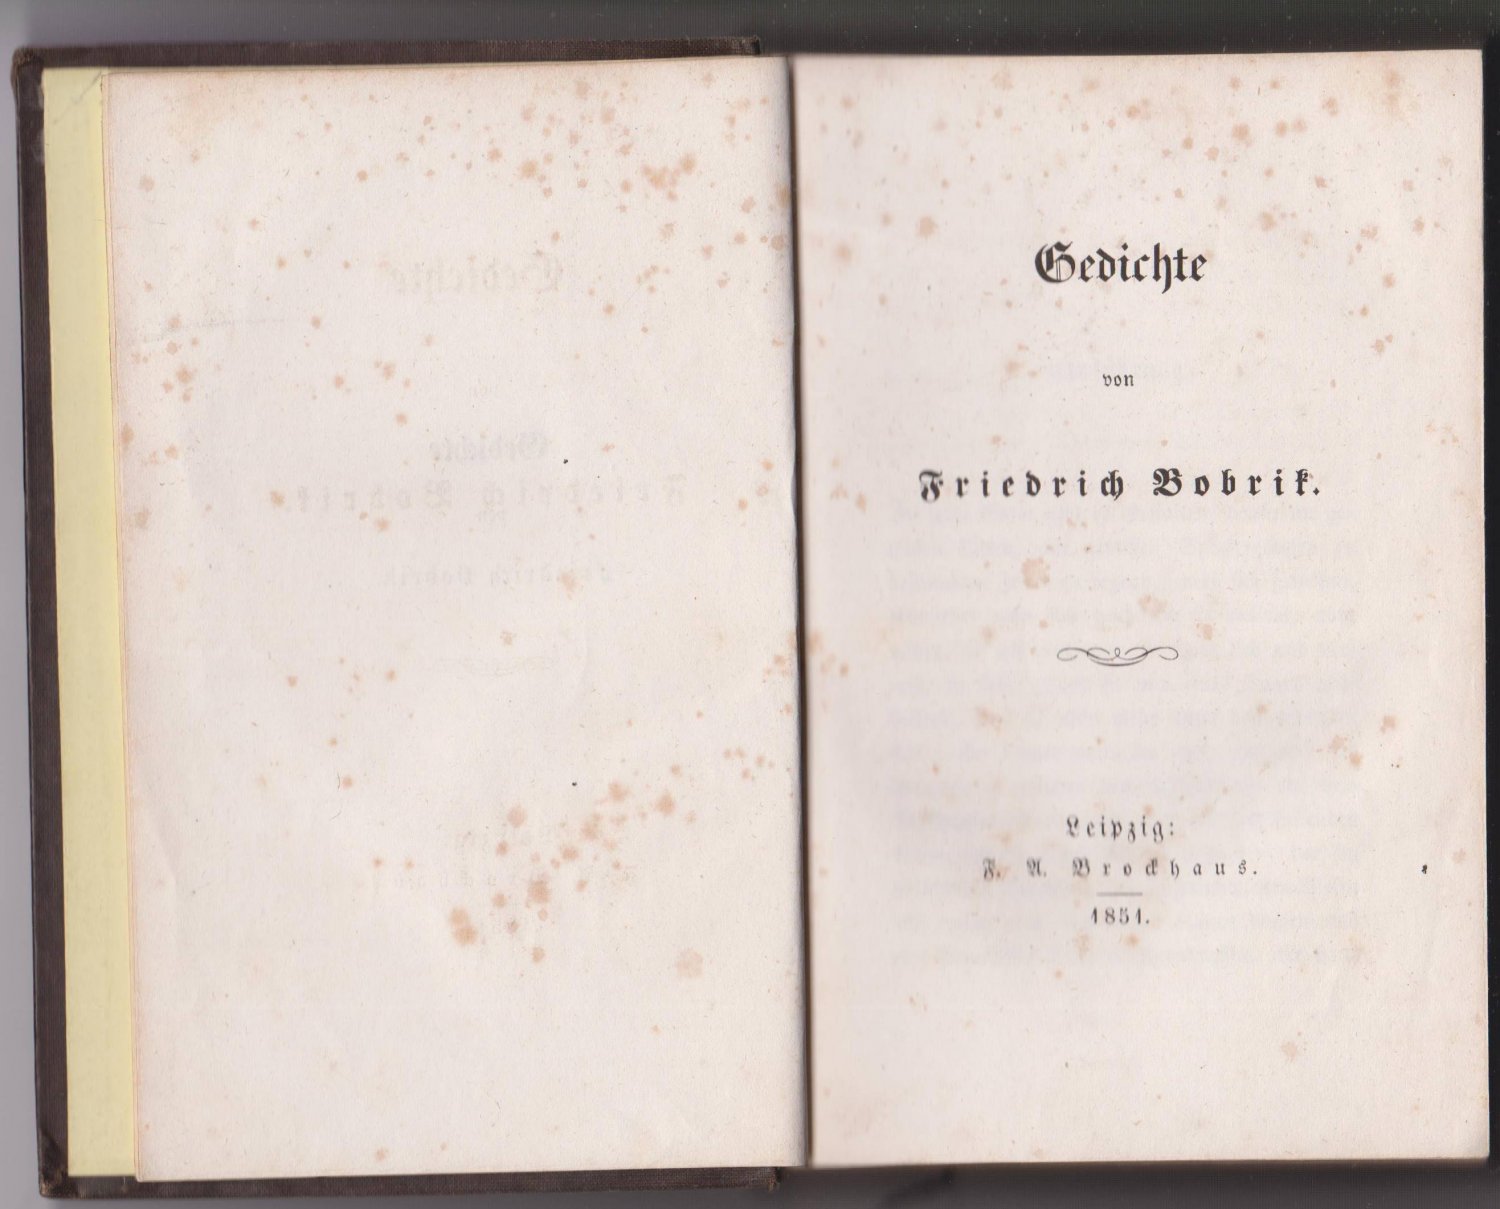 Gedichte
von
Friedrich Bobrik.
Leipzig:
F. A. Brockhaus.
1851.